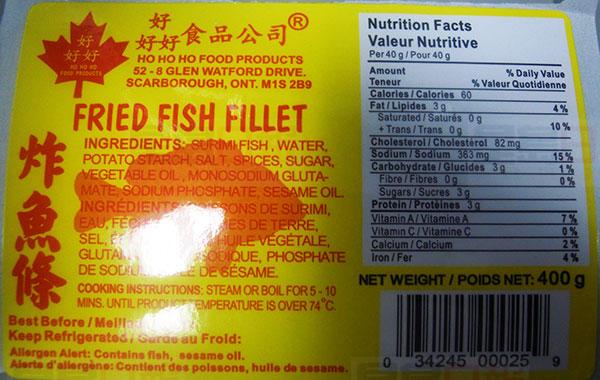 好
好好
HO HO HO
FOOD PRODUCTS
好
好好食品公司®
HO HO HO FOOD PRODUCTS
52 - 8 GLEN WATFORD DRIVE.
SCARBOROUGH, ONT. M1S 2B9
FRIED FISH FILLET
炸魚條
INGREDIENTS: SURIMI FISH , WATER,
POTATO STARCH, SALT, SPICES, SUGAR,
VEGETABLE OIL , MONOSODIUM GLUTA-
MATE, SODIUM PHOSPHATE, SESAME OIL.
INGRÉDIENTS: DE SURIMI,
EAU, DE TERRE,
SEL, HUILE VÉGÉTALE,
PHOSPHATE
DE SÉSAME.
COOKING INSTRUCTIONS: STEAM OR BOIL FOR 5 - 10
MINS. UNTIL PRODUCT TEMPERATURE IS OVER 74°C.
Best Before /
Keep Refrigerated / au Froid:
Allergen Alert: Contains fish, sesame oil.
Alerte d'allergène: Contient des poissons, huile de sesame.
Nutrition Facts
Valeur Nutritive
Per 40 g / Pour 40 g
Amount % Daily Value
Teneur % Valeur Quotidienne
Calories / Calories 60
Fat / Lipides 3 g 4 %
Saturated / Saturés 0 g
+ Trans / Trans 0 g 10 %
Cholesterol / Cholestérol 82 mg
Sodium / Sodium 363 mg 15 %
Carbohydrate / Glucides 3 g 1 %
Fibre / Fibres 0 g 0 %
Sugars / Sucres 3 g
Protein / Protéines 3 g
Vitamin A / Vitamine A 7 %
Vitamin C / Vitamine C 0 %
Calcium / Calcium 2 %
Iron / Fer 4 %
NET WEIGHT / POIDS NET: 400 g
0 34245 00025 9